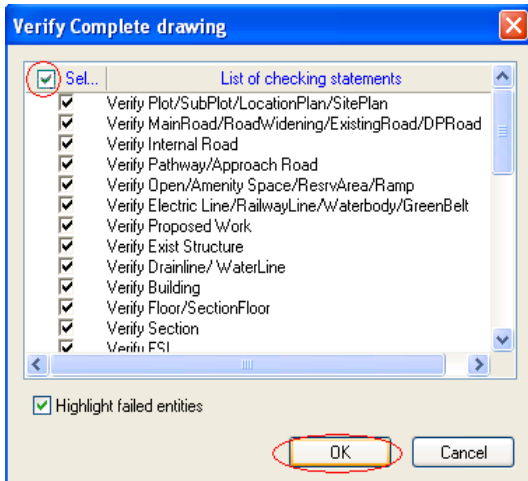 Verify Complete drawing
Sel... List of checking statements
Verify Plot/SubPlot/LocationPlan/SitePlan
Verify MainRoad/RoadWidening/ExistingRoad/DPRoad
Verify Internal Road
Verify Pathway/Approach Road
Verify Open/Amenity Space/ResrvArea/Ramp
Verify Electric Line/RailwayLine/Waterbody/GreenBelt
Verify Proposed Work
Verify Exist Structure
Verify Drainline/ WaterLine
Verify Building
Verify Floor/SectionFloor
Verify Section
Verify FSI
Highlight failed entities
OK Cancel